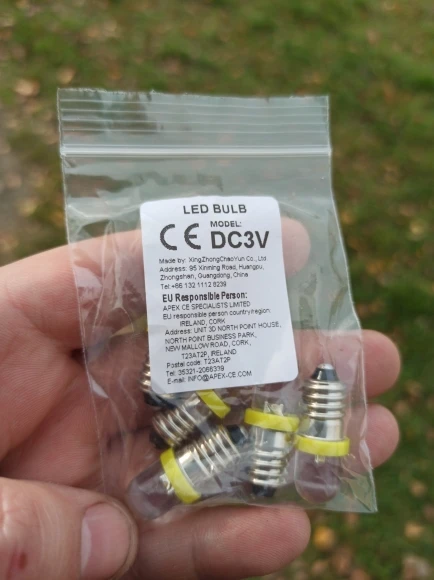 LED BULB
CE MODEL: DC3V
Made by: XingZhongChaoYun Co., Ltd
Address: 95 Xinming Road, Huangpu,
Zhongshan, Guangdong, China
Tel:+86 132 1112 8239
EU Responsible Person:
APEX CE SPECIALISTS LIMITED
EU responsible person country region:
IRELAND, CORK
Address: UNIT 3D NORTH POINT HOUSE,
NORTH POINT BUSINESS PARK,
NEW MALLOW ROAD, CORK,
T23AT2P, IRELAND
Postal code: T23AT2P
Tel: 35321-2066339
E-mail: INFO@APEX-CE.COM